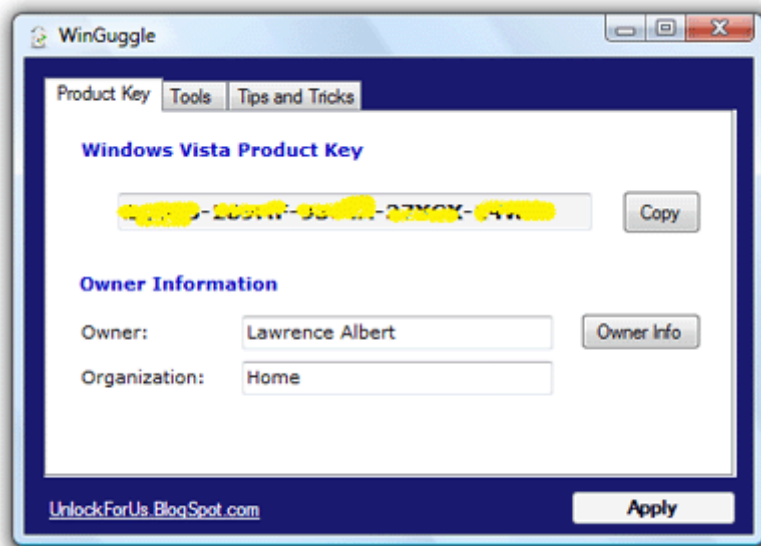 WinGuggle
Product Key Tools Tips and Tricks
Windows Vista Product Key
Copy
Owner Information
Owner: Lawrence Albert Owner Info
Organization: Home
UnlockForUs.BlogSpot.com Apply